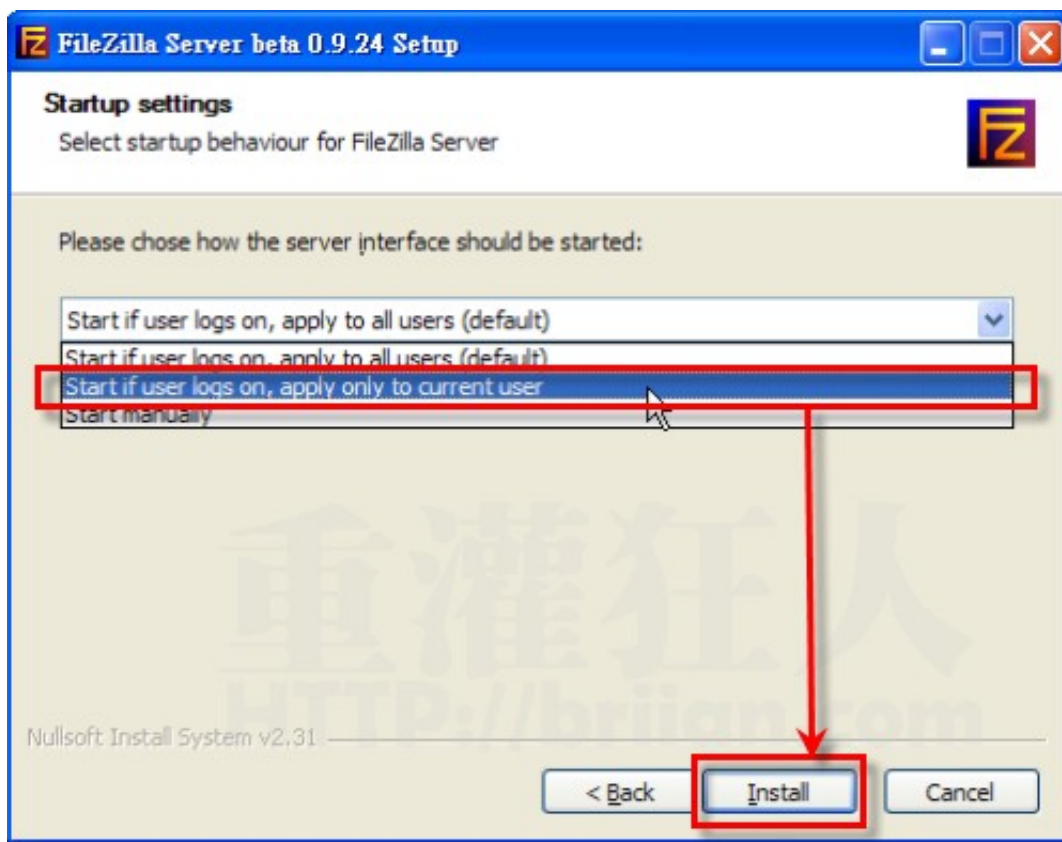 FileZilla Server beta 0.9.24 Setup
Startup settings
Select startup behaviour for FileZilla Server
FZ
Please chose how the server interface should be started:
Start if user logs on, apply to all users (default)
Start if user logs on, apply to all users (default)
Start if user logs on, apply only to current user
Start manually
重灌狂人
HTTP://briian.com
Nullsoft Install System v2.31
< Back
Install
Cancel